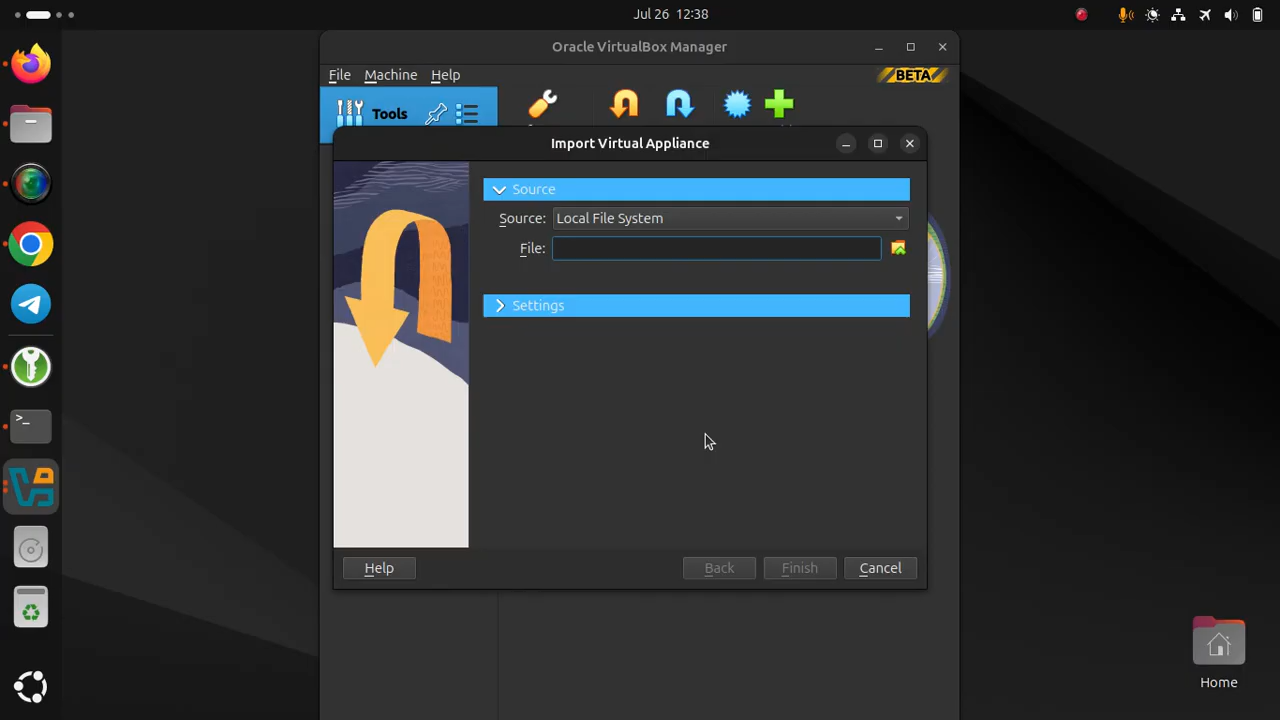 Jul 26 12:38
Oracle VirtualBox Manager
File Machine Help
BETA
Tools
Import Virtual Appliance
Source
Source: Local File System
File:
Settings
Help Back Finish Cancel
Home